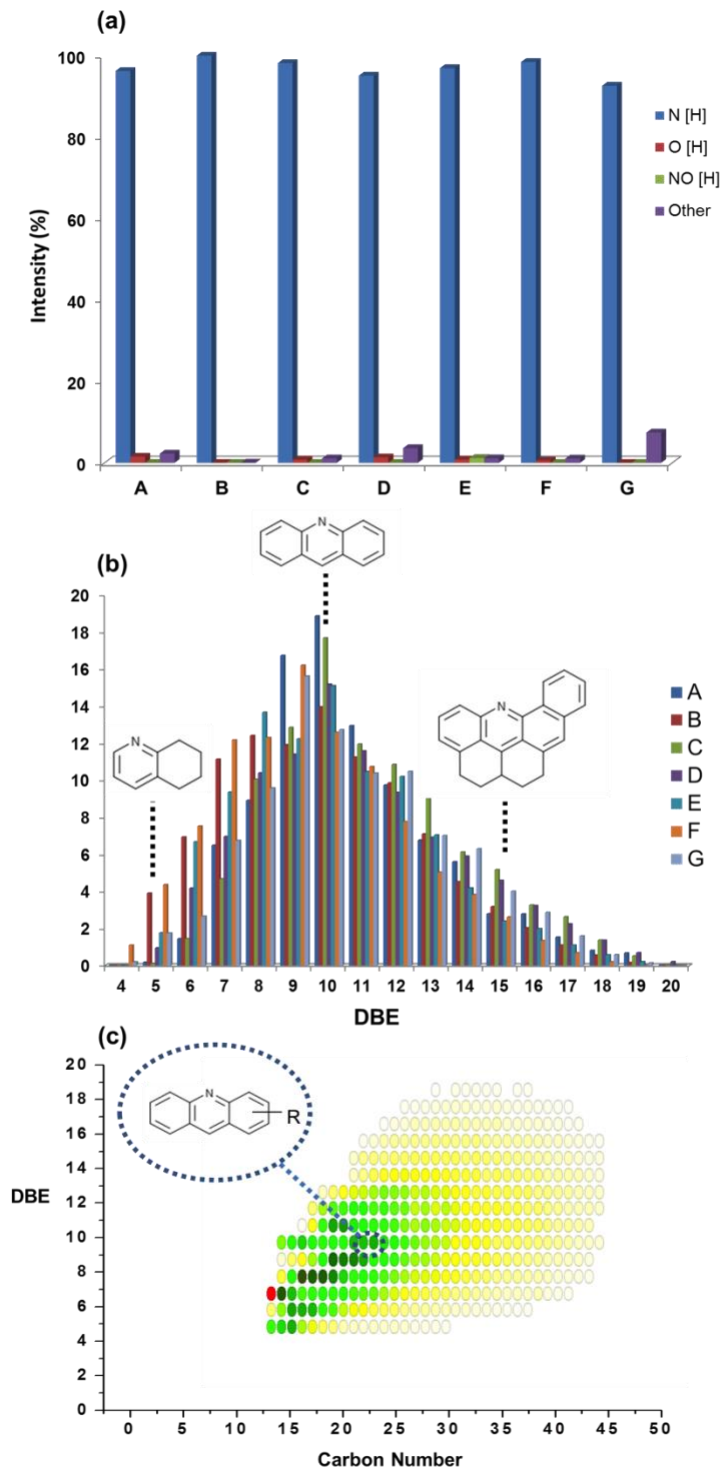 (a)
100
80
60
40
20
0
Intensity (%)
A B C D E F G
N [H]
O [H]
NO [H]
Other
(b)
N
N
N
20
18
16
14
12
10
8
6
4
2
0
4 5 6 7 8 9 10 11 12 13 14 15 16 17 18 19 20
DBE
A
B
C
D
E
F
G
(c)
20
18
16
14
12
10
8
6
4
2
0
DBE
N
R
0 5 10 15 20 25 30 35 40 45 50
Carbon Number